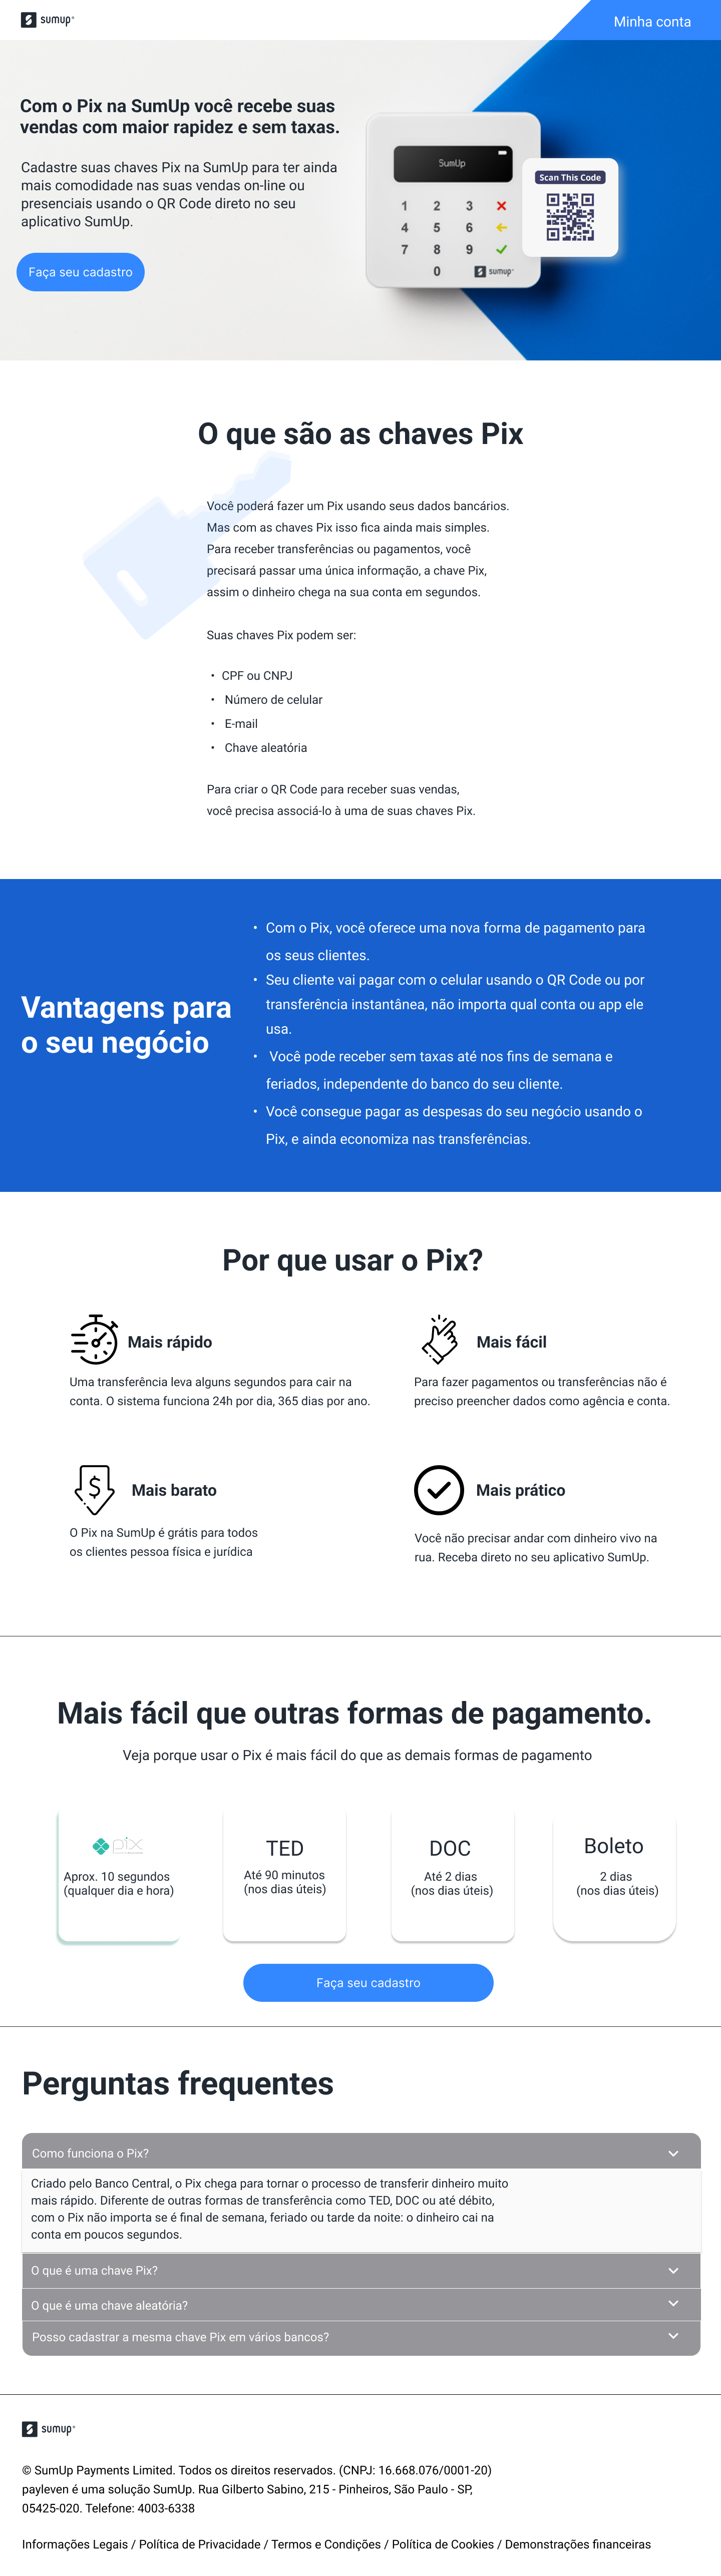 sumup
Minha conta
Com o Pix na SumUp você recebe suas
vendas com maior rapidez e sem taxas.
Cadastre suas chaves Pix na SumUp para ter ainda
mais comodidade nas suas vendas on-line ou
presenciais usando o QR Code direto no seu
aplicativo SumUp.
Faça seu cadastro
SumUp
1 2 3
4 5 6
7 8 9
0 sumup
Scan This Code
O que são as chaves Pix
Você poderá fazer um Pix usando seus dados bancários.
Mas com as chaves Pix isso fica ainda mais simples.
Para receber transferências ou pagamentos, você
precisará passar uma única informação, a chave Pix,
assim o dinheiro chega na sua conta em segundos.
Suas chaves Pix podem ser:
• CPF ou CNPJ
• Número de celular
• E-mail
• Chave aleatória
Para criar o QR Code para receber suas vendas,
você precisa associá-lo à uma de suas chaves Pix.
Vantagens para
o seu negócio
• Com o Pix, você oferece uma nova forma de pagamento para
os seus clientes.
• Seu cliente vai pagar com o celular usando o QR Code ou por
transferência instantânea, não importa qual conta ou app ele
usa.
• Você pode receber sem taxas até nos fins de semana e
feriados, independente do banco do seu cliente.
• Você consegue pagar as despesas do seu negócio usando o
Pix, e ainda economiza nas transferências.
Por que usar o Pix?
Mais rápido
Uma transferência leva alguns segundos para cair na
conta. O sistema funciona 24h por dia, 365 dias por ano.
Mais fácil
Para fazer pagamentos ou transferências não é
preciso preencher dados como agência e conta.
Mais barato
O Pix na SumUp é grátis para todos
os clientes pessoa física e jurídica
Mais prático
Você não precisar andar com dinheiro vivo na
rua. Receba direto no seu aplicativo SumUp.
Mais fácil que outras formas de pagamento.
Veja porque usar o Pix é mais fácil do que as demais formas de pagamento
pix
Aprox. 10 segundos
(qualquer dia e hora)
TED
Até 90 minutos
(nos dias úteis)
DOC
Até 2 dias
(nos dias úteis)
Boleto
2 dias
(nos dias úteis)
Faça seu cadastro
Perguntas frequentes
Como funciona o Pix?
Criado pelo Banco Central, o Pix chega para tornar o processo de transferir dinheiro muito
mais rápido. Diferente de outras formas de transferência como TED, DOC ou até débito,
com o Pix não importa se é final de semana, feriado ou tarde da noite: o dinheiro cai na
conta em poucos segundos.
O que é uma chave Pix?
O que é uma chave aleatória?
Posso cadastrar a mesma chave Pix em vários bancos?
sumup
© SumUp Payments Limited. Todos os direitos reservados. (CNPJ: 16.668.076/0001-20)
payleven é uma solução SumUp. Rua Gilberto Sabino, 215 - Pinheiros, São Paulo - SP,
05425-020. Telefone: 4003-6338
Informações Legais / Política de Privacidade / Termos e Condições / Política de Cookies / Demonstrações financeiras